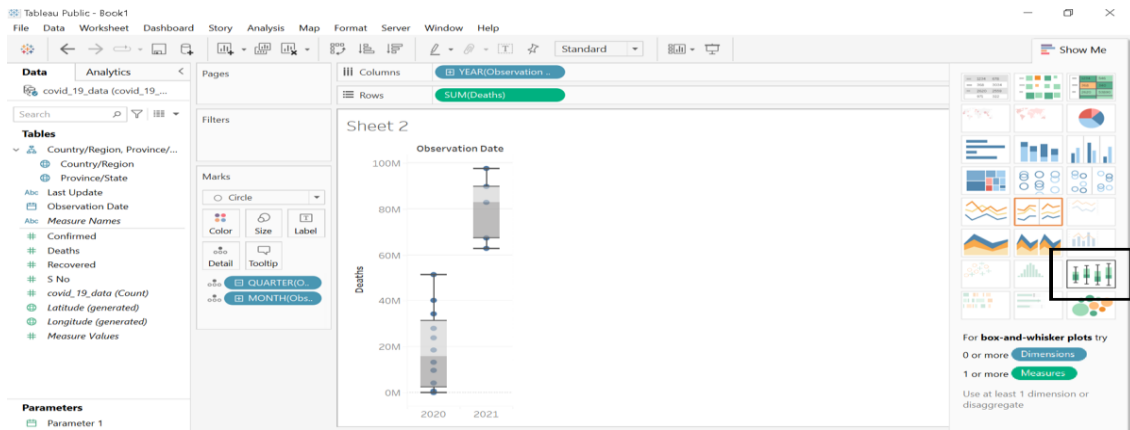 Tableau Public - Book1
File Data Worksheet Dashboard Story Analysis Map Format Server Window Help
Standard
Show Me
Data Analytics
covid_19_data (covid_19_...
Search
Tables
Country/Region, Province/...
Country/Region
Province/State
Abc Last Update
Observation Date
Abc Measure Names
# Confirmed
# Deaths
# Recovered
# S No
# covid_19_data (Count)
Latitude (generated)
Longitude (generated)
# Measure Values
Parameters
Parameter 1
Pages
Filters
Marks
Circle
Color Size Label
Detail Tooltip
QUARTER(O..
MONTH(Obs..
Columns YEAR(Observation ..
Rows SUM(Deaths)
Sheet 2
Observation Date
100M
80M
60M
40M
20M
0M
Deaths
2020 2021
For box-and-whisker plots try
0 or more Dimensions
1 or more Measures
Use at least 1 dimension or
disaggregate